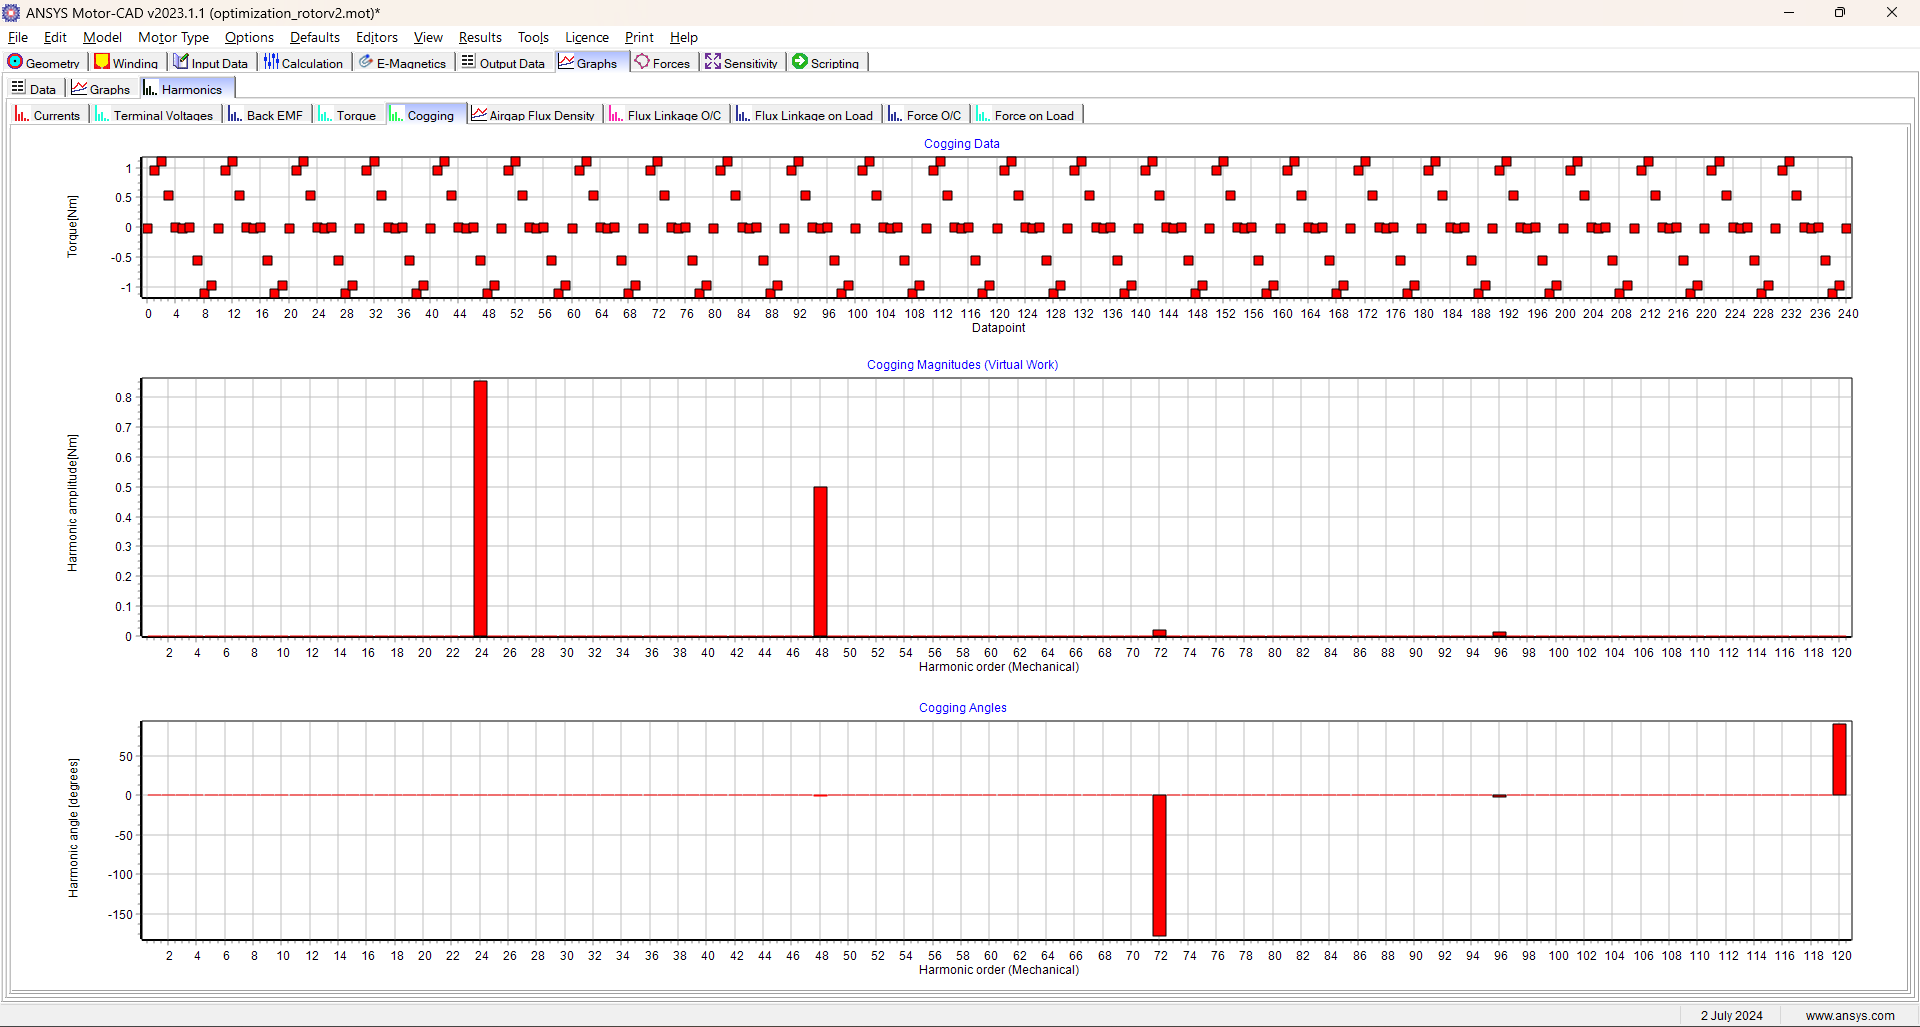 ANSYS Motor-CAD v2023.1.1 (optimization_rotorv2.mot)*
File Edit Model Motor Type Options Defaults Editors View Results Tools Licence Print Help
Geometry Winding Input Data Calculation E-Magnetics Output Data Graphs Forces Sensitivity Scripting
Data Graphs Harmonics
Currents Terminal Voltages Back EMF Torque Cogging Airgap Flux Density Flux Linkage O/C Flux Linkage on Load Force O/C Force on Load
Cogging Data
Torque[Nm]
1
0.5
0
-0.5
-1
0 4 8 12 16 20 24 28 32 36 40 44 48 52 56 60 64 68 72 76 80 84 88 92 96 100 104 108 112 116 120 124 128 132 136 140 144 148 152 156 160 164 168 172 176 180 184 188 192 196 200 204 208 212 216 220 224 228 232 236 240
Datapoint
Cogging Magnitudes (Virtual Work)
Harmonic amplitude[Nm]
0.8
0.7
0.6
0.5
0.4
0.3
0.2
0.1
0
2 4 6 8 10 12 14 16 18 20 22 24 26 28 30 32 34 36 38 40 42 44 46 48 50 52 54 56 58 60 62 64 66 68 70 72 74 76 78 80 82 84 86 88 90 92 94 96 98 100 102 104 106 108 110 112 114 116 118 120
Harmonic order (Mechanical)
Cogging Angles
Harmonic angle [degrees]
50
0
-50
-100
-150
2 4 6 8 10 12 14 16 18 20 22 24 26 28 30 32 34 36 38 40 42 44 46 48 50 52 54 56 58 60 62 64 66 68 70 72 74 76 78 80 82 84 86 88 90 92 94 96 98 100 102 104 106 108 110 112 114 116 118 120
Harmonic order (Mechanical)
2 July 2024 www.ansys.com